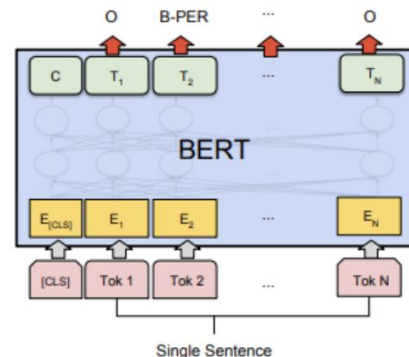 O B-PER ... O
C T1 T2 ... TN
BERT
E[CLS] E1 E2 ... EN
[CLS] Tok 1 Tok 2 ... Tok N
Single Sentence